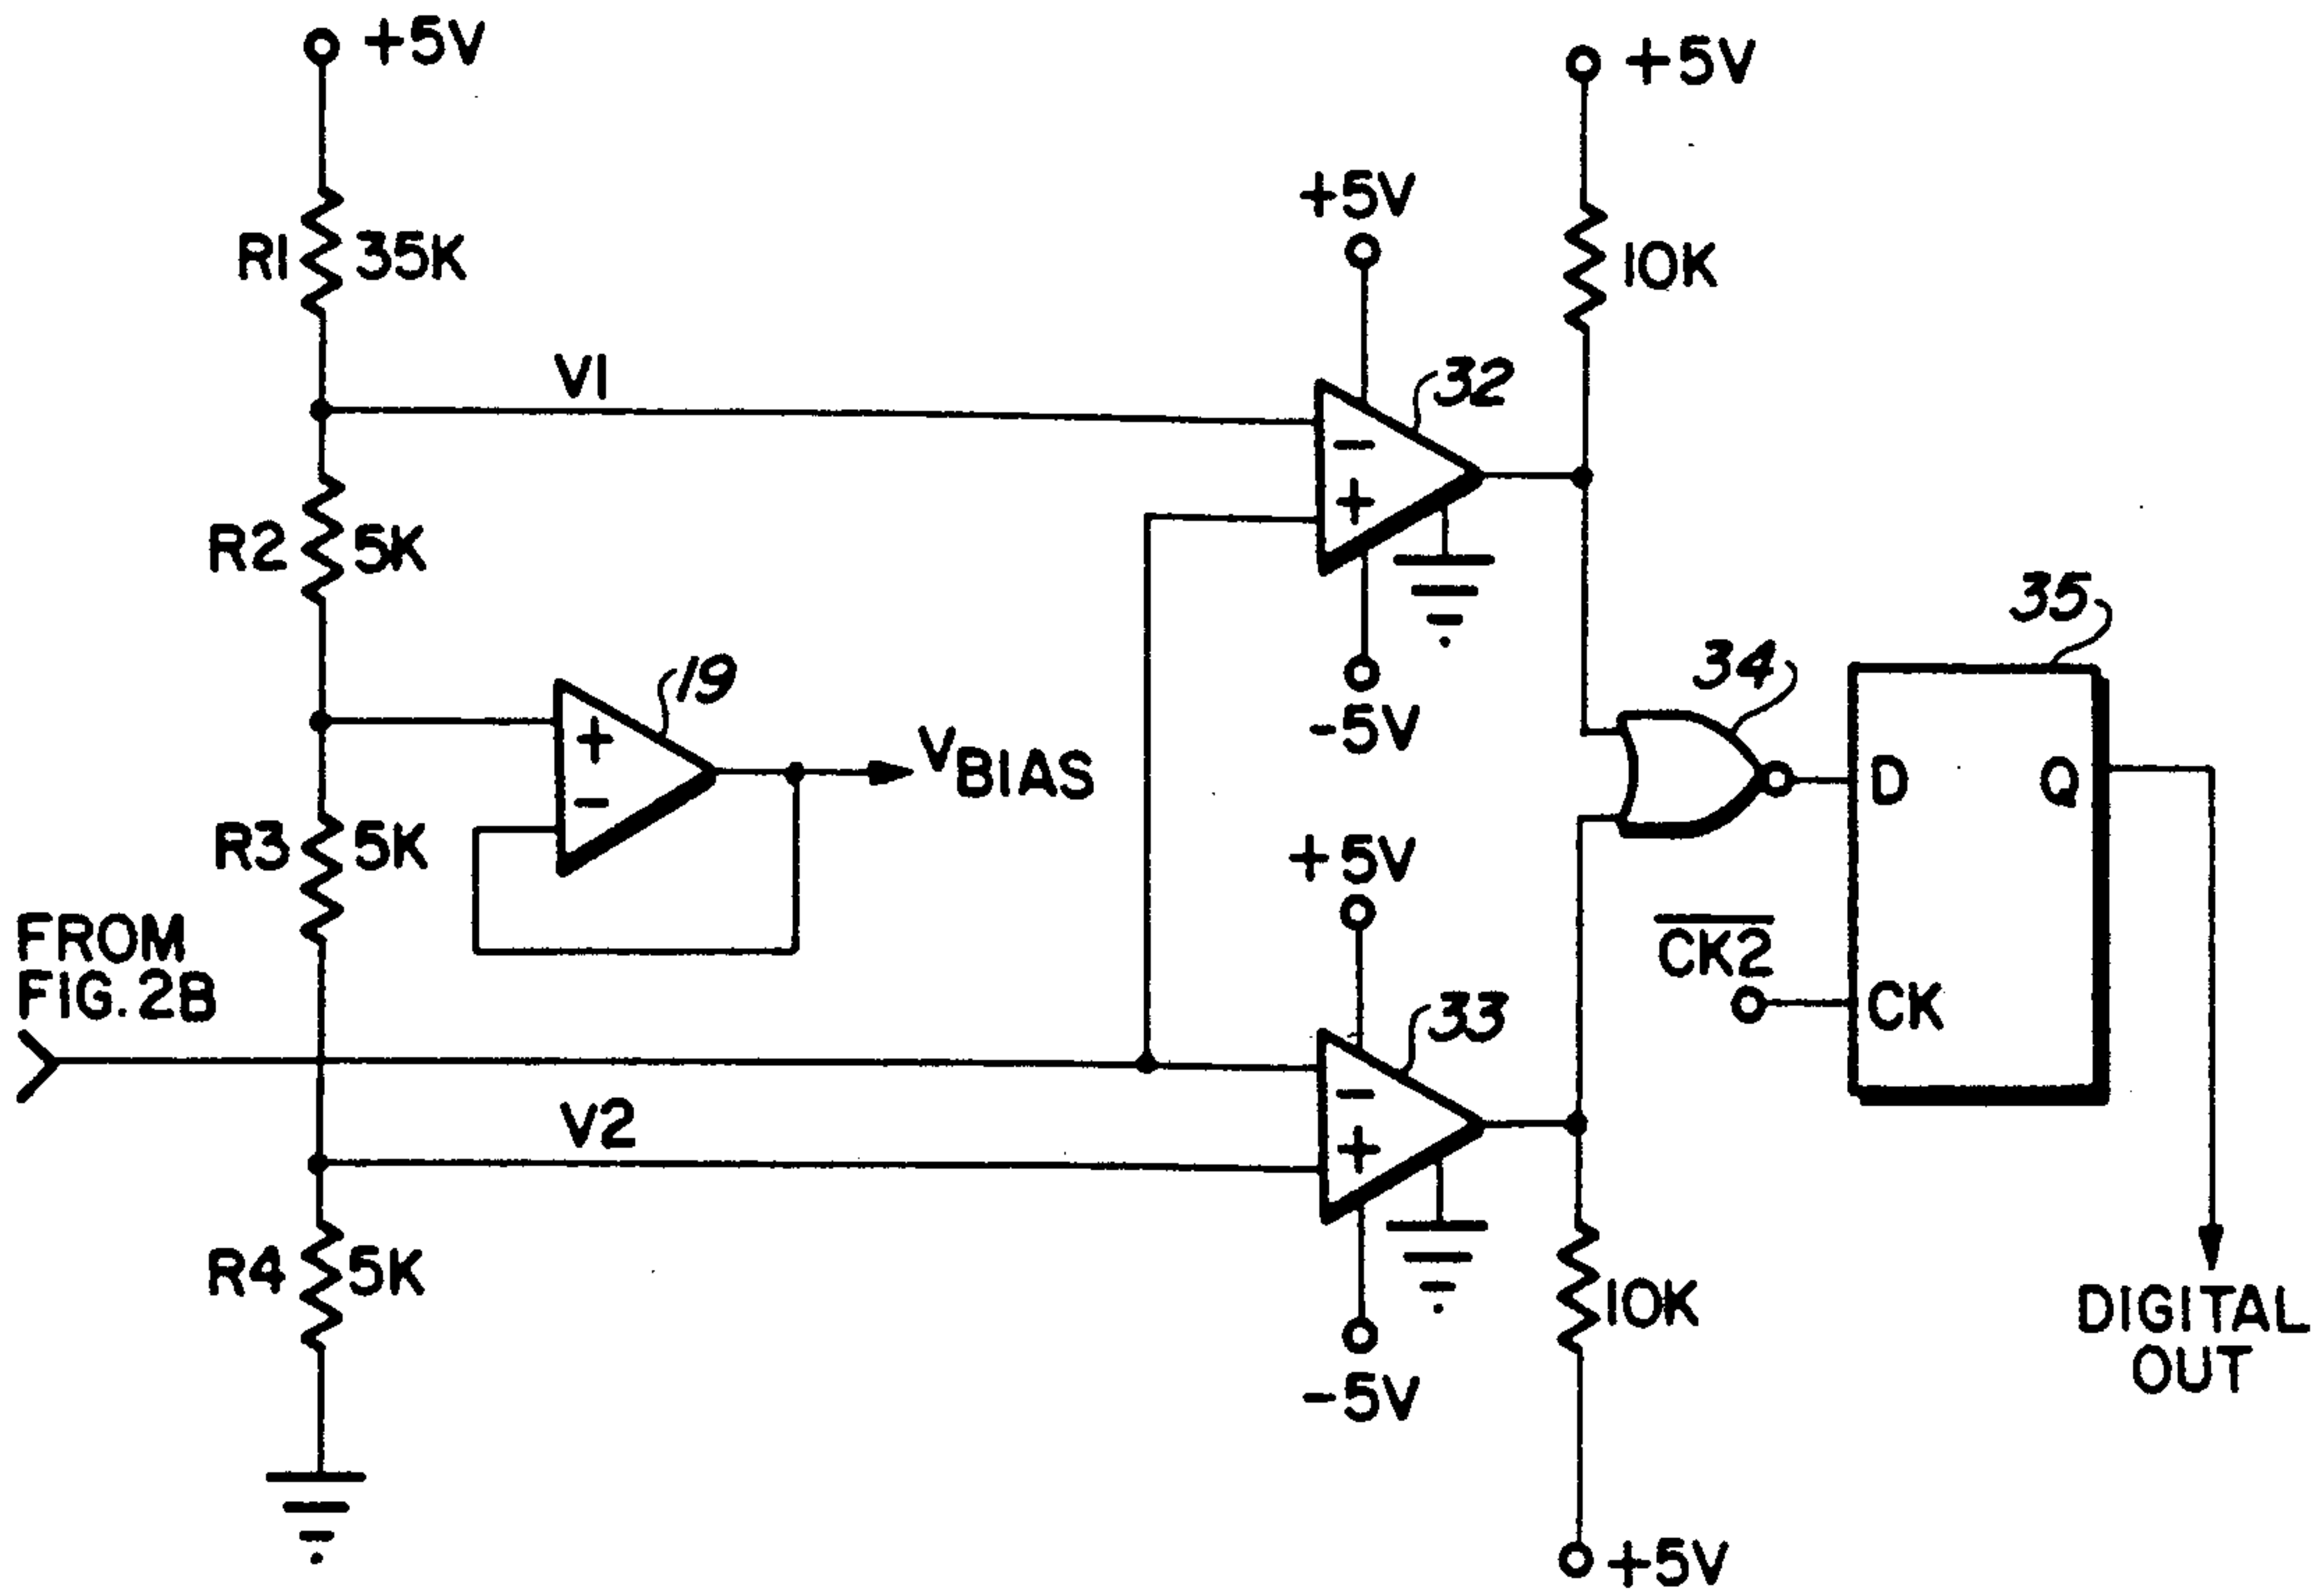 +5V
+5V
+5V
R1
35K
10K
V1
32
-
+
R2
5K
-5V
35
34
19
+
-
VBIAS
D
Q
R3
5K
+5V
CK2
CK
FROM
FIG. 2B
33
-
+
V2
R4
5K
10K
-5V
DIGITAL
OUT
+5V